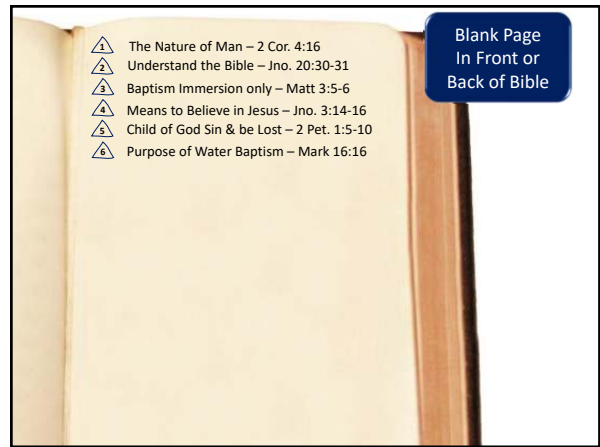 1 The Nature of Man – 2 Cor. 4:16
2 Understand the Bible – Jno. 20:30-31
3 Baptism Immersion only – Matt 3:5-6
4 Means to Believe in Jesus – Jno. 3:14-16
5 Child of God Sin & be Lost – 2 Pet. 1:5-10
6 Purpose of Water Baptism – Mark 16:16
Blank Page
In Front or
Back of Bible